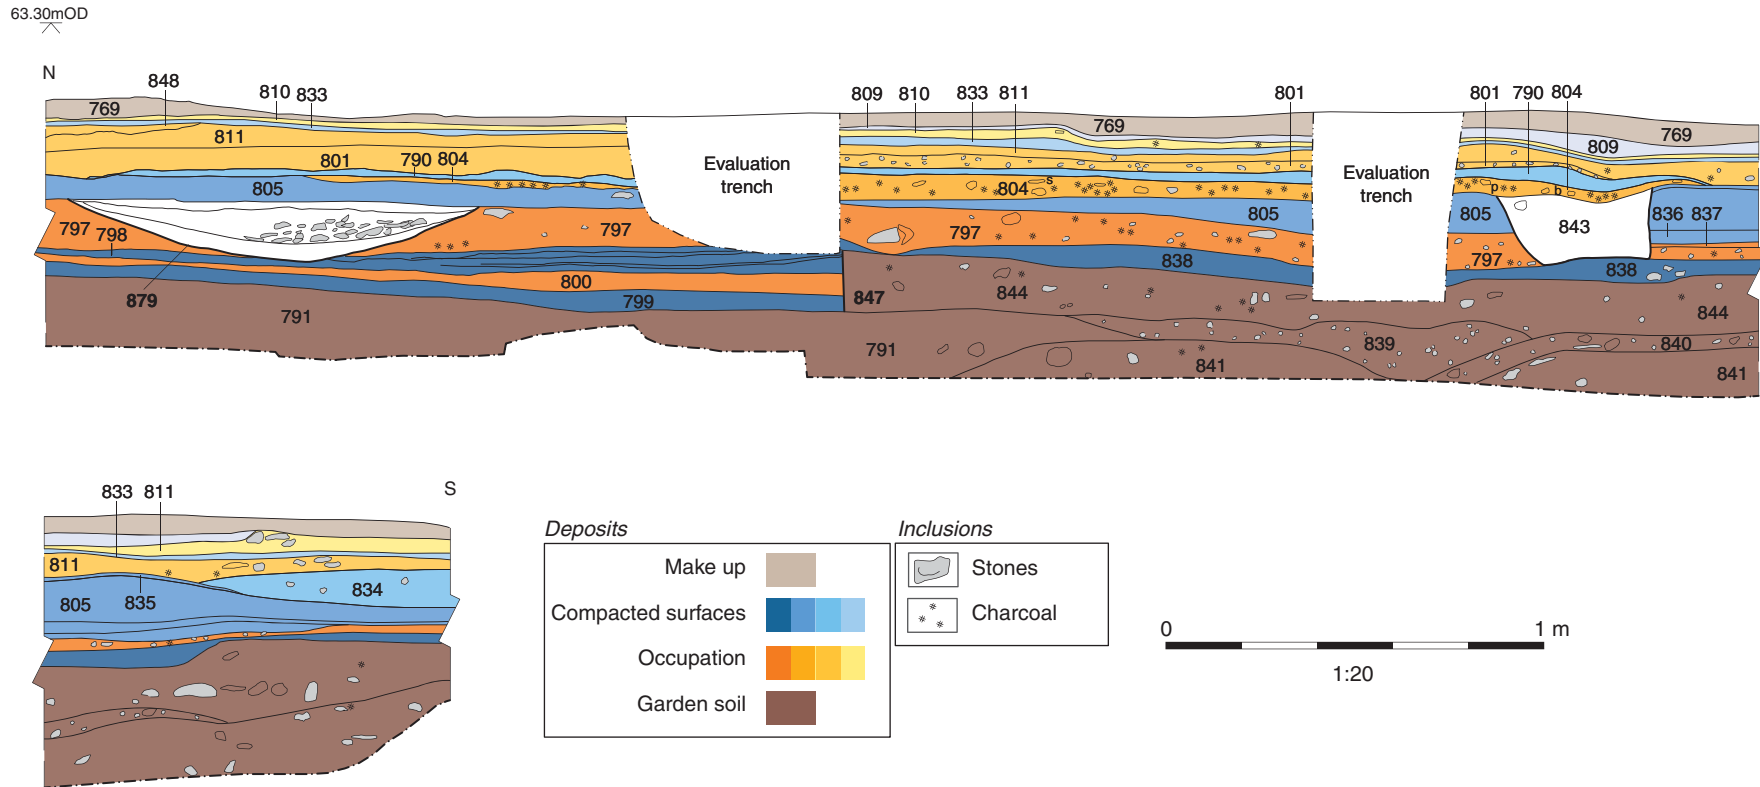 63.30mOD
N
848 810 833 809 810 833 811 801 801 790 804
769 769 769
811 809
801 790 804
Evaluation
trench
Evaluation
trench
805 804 s p b
805 805 836 837
797 798 797 797 843 797
838 838
800
879 799 847 844 844
791 791 839 840
841 841
833 811 S
811
805 835 834
Deposits
Make up
Compacted surfaces
Occupation
Garden soil
Inclusions
Stones
Charcoal
0 1 m
1:20